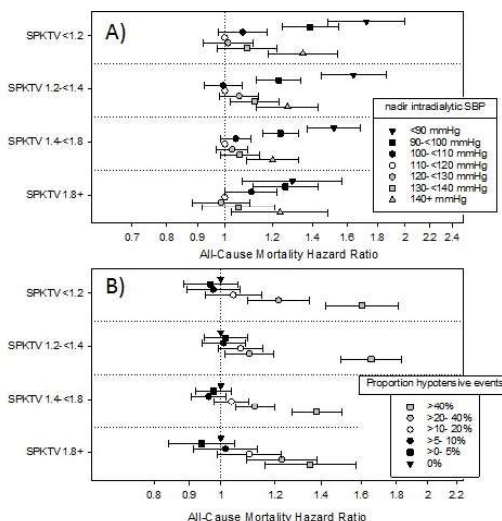 A)
SPKTV <1.2
SPKTV 1.2-<1.4
SPKTV 1.4-<1.8
SPKTV 1.8+
nadir intradialytic SBP
<90 mmHg
90-<100 mmHg
100-<110 mmHg
110-<120 mmHg
120-<130 mmHg
130-<140 mmHg
140+ mmHg
0.7 0.8 0.9 1 1.2 1.4 1.6 1.8 2 2.2 2.4
All-Cause Mortality Hazard Ratio
B)
SPKTV <1.2
SPKTV 1.2-<1.4
SPKTV 1.4-<1.8
SPKTV 1.8+
Proportion hypotensive events
>40%
>20- 40%
>10- 20%
>5- 10%
>0- 5%
0%
0.8 0.9 1 1.2 1.4 1.6 1.8 2 2.2
All-Cause Mortality Hazard Ratio